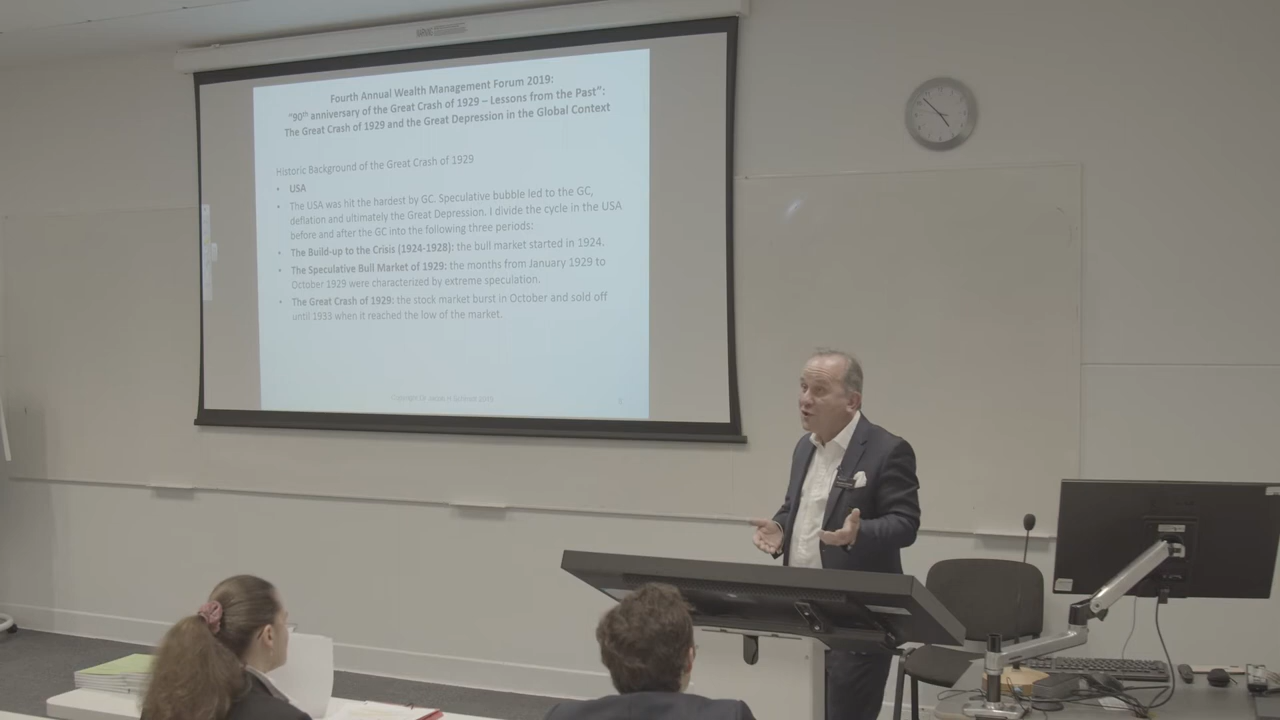 Fourth Annual Wealth Management Forum 2019:
"90th anniversary of the Great Crash of 1929 – Lessons from the Past":
The Great Crash of 1929 and the Great Depression in the Global Context
Historic Background of the Great Crash of 1929
• USA
• The USA was hit the hardest by GC. Speculative bubble led to the GC,
deflation and ultimately the Great Depression. I divide the cycle in the USA
before and after the GC into the following three periods:
• The Build-up to the Crisis (1924-1928): the bull market started in 1924.
• The Speculative Bull Market of 1929: the months from January 1929 to
October 1929 were characterized by extreme speculation.
• The Great Crash of 1929: the stock market burst in October and sold off
until 1933 when it reached the low of the market.
Copyright Dr.